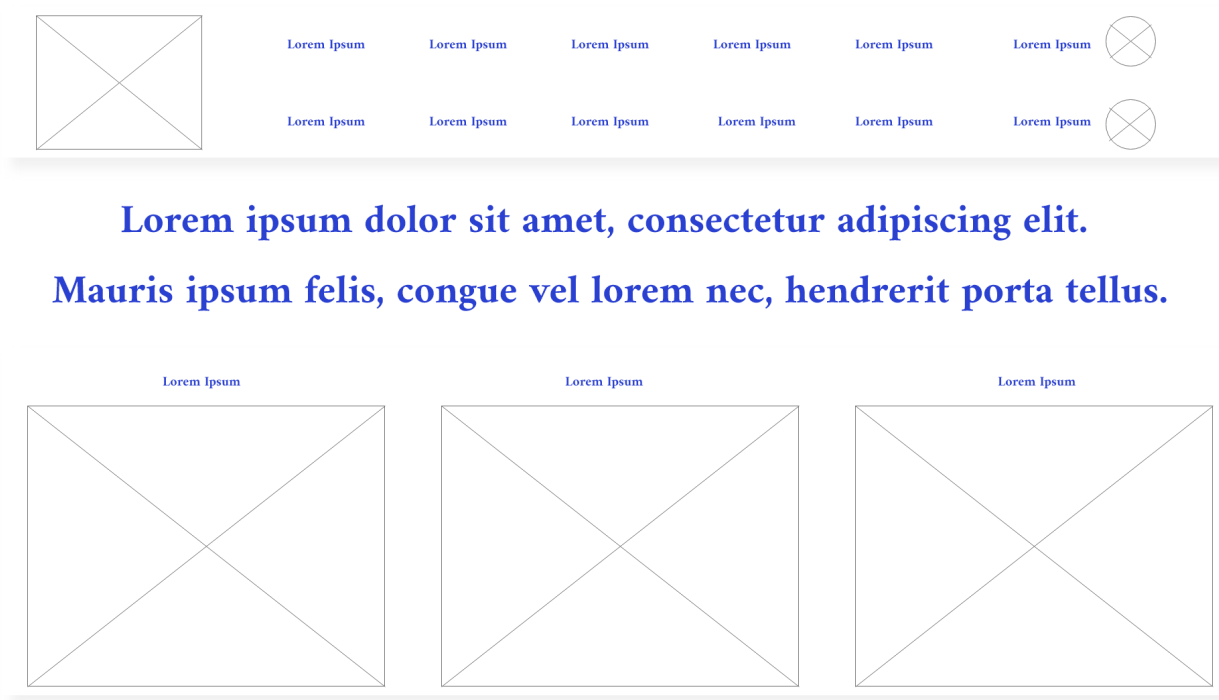 Lorem Ipsum Lorem Ipsum Lorem Ipsum Lorem Ipsum Lorem Ipsum Lorem Ipsum
Lorem Ipsum Lorem Ipsum Lorem Ipsum Lorem Ipsum Lorem Ipsum Lorem Ipsum
Lorem ipsum dolor sit amet, consectetur adipiscing elit.
Mauris ipsum felis, congue vel lorem nec, hendrerit porta tellus.
Lorem Ipsum Lorem Ipsum Lorem Ipsum